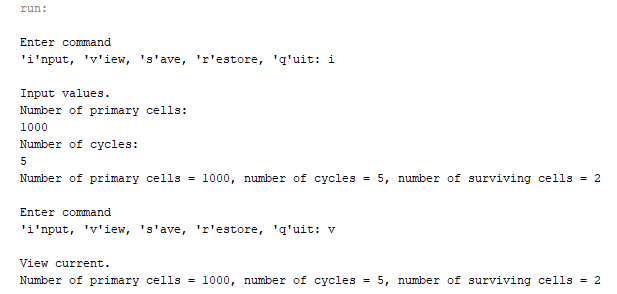 run:
Enter command
'i'nput, 'v'iew, 's'ave, 'r'estore, 'q'uit: i
Input values.
Number of primary cells:
1000
Number of cycles:
5
Number of primary cells = 1000, number of cycles = 5, number of surviving cells = 2
Enter command
'i'nput, 'v'iew, 's'ave, 'r'estore, 'q'uit: v
View current.
Number of primary cells = 1000, number of cycles = 5, number of surviving cells = 2